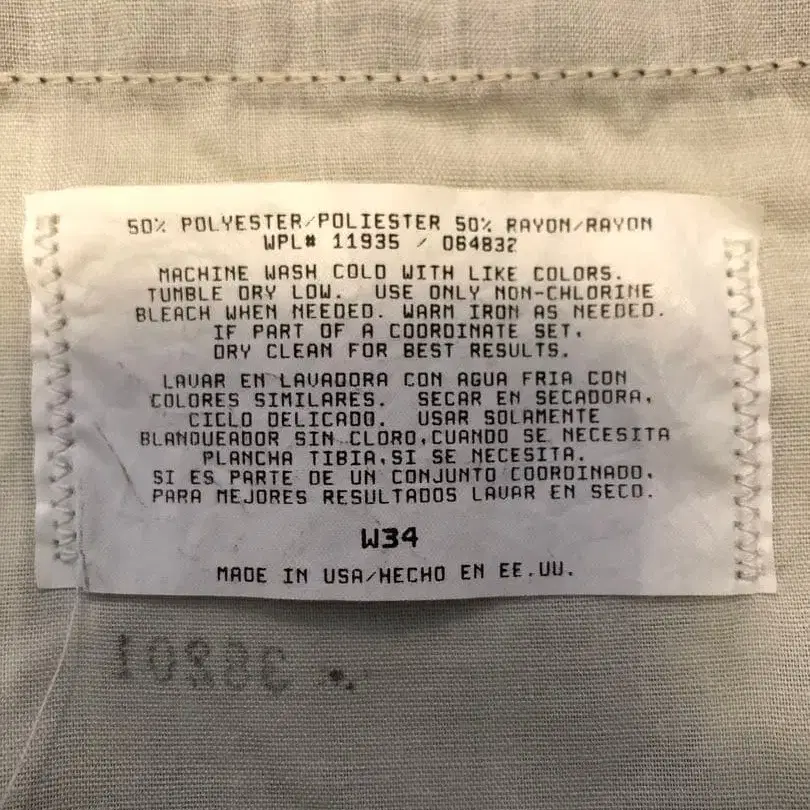 50% POLYESTER/POLIESTER 50% RAYON/RAYON
WPL# 11935 / 064832
MACHINE WASH COLD WITH LIKE COLORS.
TUMBLE DRY LOW. USE ONLY NON-CHLORINE
BLEACH WHEN NEEDED. WARM IRON AS NEEDED.
IF PART OF A COORDINATE SET,
DRY CLEAN FOR BEST RESULTS.
LAVAR EN LAVADORA CON AGUA FRIA CON
COLORES SIMILARES. SECAR EN SECADORA,
CICLO DELICADO. USAR SOLAMENTE
BLANQUEADOR SIN CLORO,CUANDO SE NECESITA
PLANCHA TIBIA,SI SE NECESITA.
SI ES PARTE DE UN CONJUNTO COORDINADO,
PARA MEJORES RESULTADOS LAVAR EN SECO.
W34
MADE IN USA/HECHO EN EE.UU.